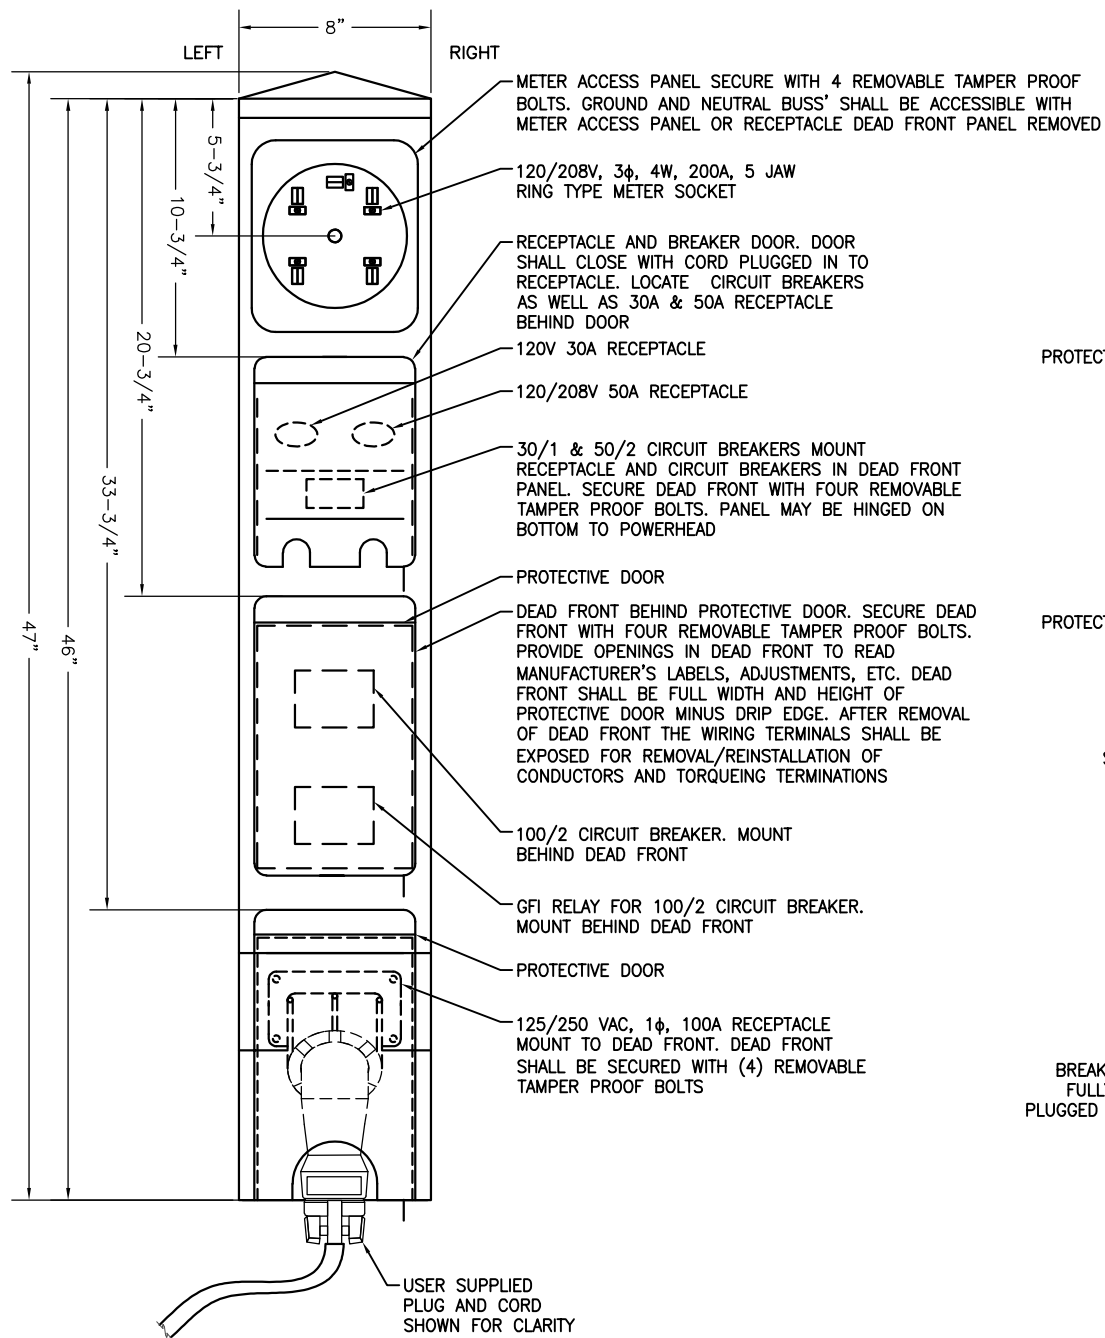 8”
LEFT
RIGHT
METER ACCESS PANEL SECURE WITH 4 REMOVABLE TAMPER PROOF
BOLTS. GROUND AND NEUTRAL BUSS' SHALL BE ACCESSIBLE WITH
METER ACCESS PANEL OR RECEPTACLE DEAD FRONT PANEL REMOVED
5-3/4”
120/208V, 3ϕ, 4W, 200A, 5 JAW
RING TYPE METER SOCKET
10-3/4”
RECEPTACLE AND BREAKER DOOR. DOOR
SHALL CLOSE WITH CORD PLUGGED IN TO
RECEPTACLE. LOCATE CIRCUIT BREAKERS
AS WELL AS 30A & 50A RECEPTACLE
BEHIND DOOR
20-3/4”
120V 30A RECEPTACLE
PROTECT
120/208V 50A RECEPTACLE
30/1 & 50/2 CIRCUIT BREAKERS MOUNT
RECEPTACLE AND CIRCUIT BREAKERS IN DEAD FRONT
PANEL. SECURE DEAD FRONT WITH FOUR REMOVABLE
TAMPER PROOF BOLTS. PANEL MAY BE HINGED ON
BOTTOM TO POWERHEAD
33-3/4”
PROTECTIVE DOOR
DEAD FRONT BEHIND PROTECTIVE DOOR. SECURE DEAD
FRONT WITH FOUR REMOVABLE TAMPER PROOF BOLTS.
PROVIDE OPENINGS IN DEAD FRONT TO READ
MANUFACTURER'S LABELS, ADJUSTMENTS, ETC. DEAD
FRONT SHALL BE FULL WIDTH AND HEIGHT OF
PROTECTIVE DOOR MINUS DRIP EDGE. AFTER REMOVAL
OF DEAD FRONT THE WIRING TERMINALS SHALL BE
EXPOSED FOR REMOVAL/REINSTALLATION OF
CONDUCTORS AND TORQUEING TERMINATIONS
PROTECT
47”
46”
S
100/2 CIRCUIT BREAKER. MOUNT
BEHIND DEAD FRONT
GFI RELAY FOR 100/2 CIRCUIT BREAKER.
MOUNT BEHIND DEAD FRONT
PROTECTIVE DOOR
125/250 VAC, 1ϕ, 100A RECEPTACLE
MOUNT TO DEAD FRONT. DEAD FRONT
SHALL BE SECURED WITH (4) REMOVABLE
TAMPER PROOF BOLTS
BREAK
FULL
PLUGGED
USER SUPPLIED
PLUG AND CORD
SHOWN FOR CLARITY